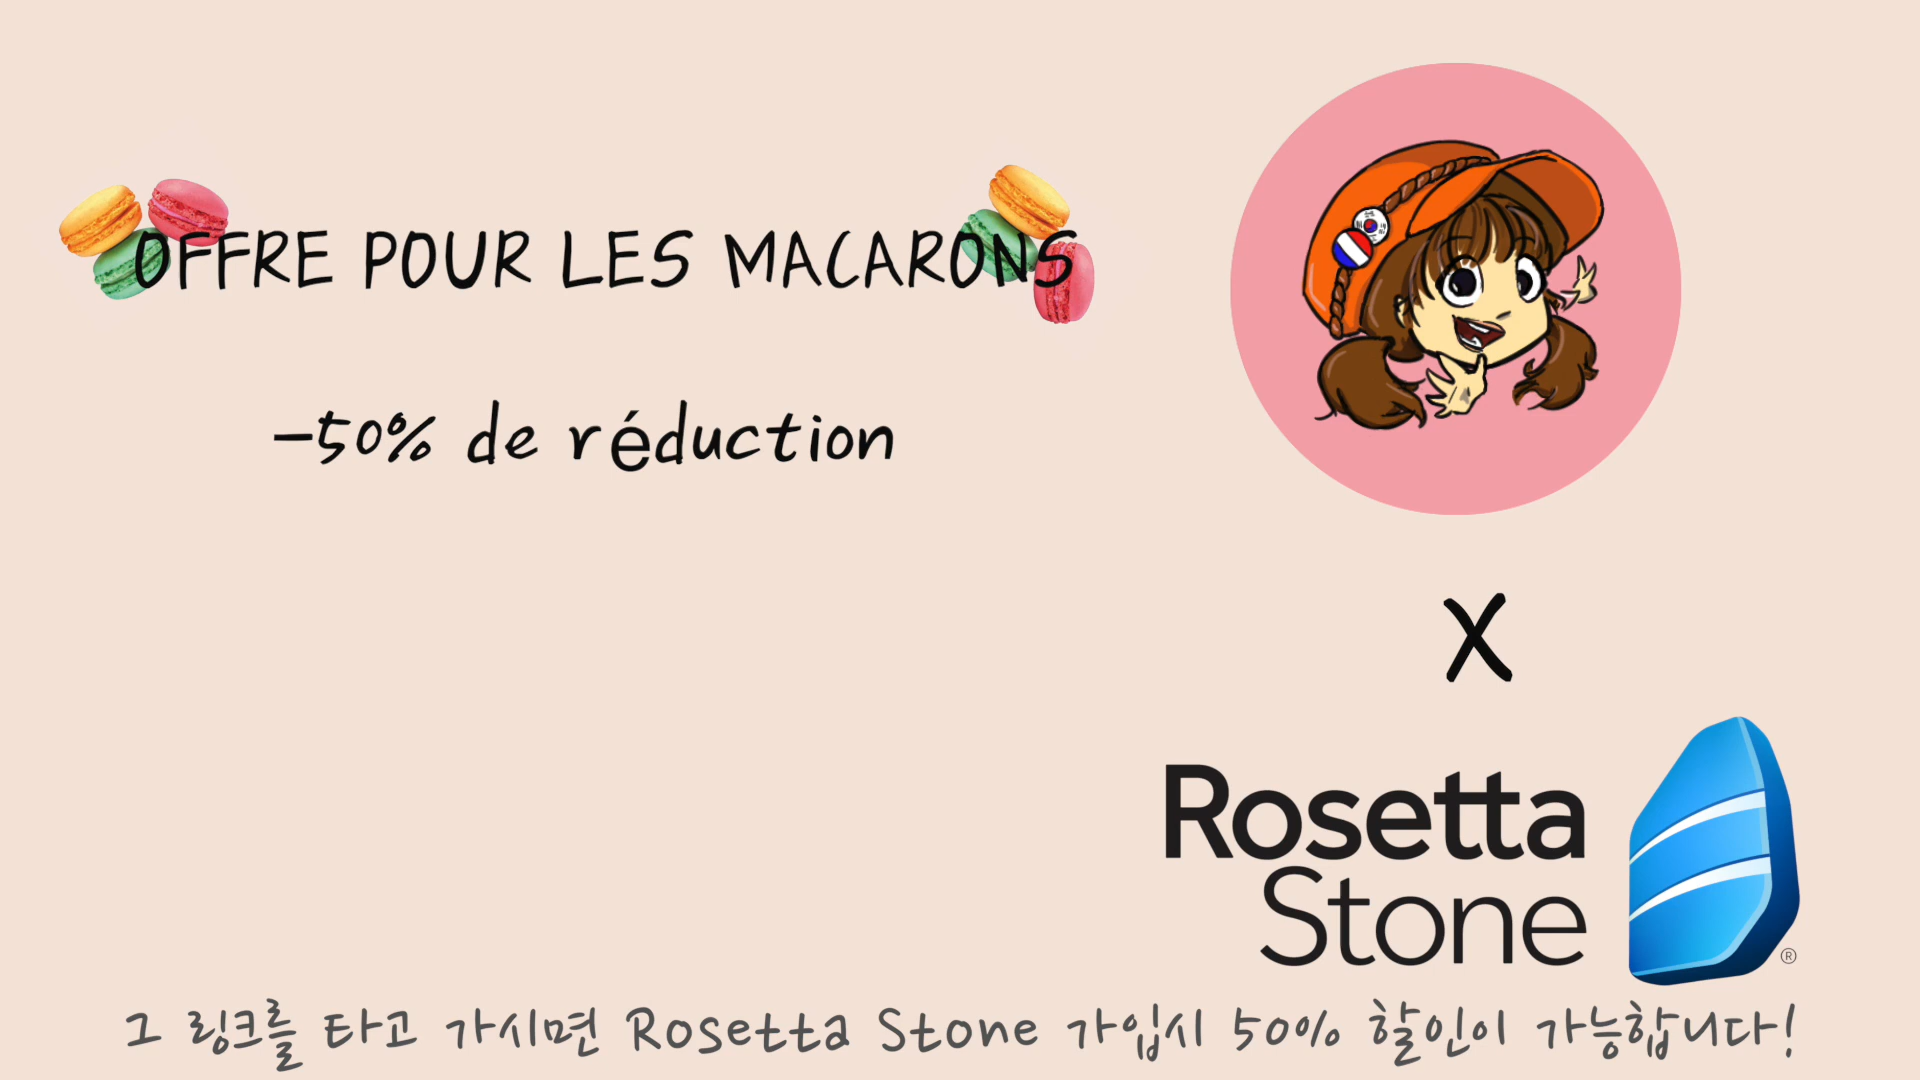 OFFRE POUR LES MACARONS
-50% de réduction
X
Rosetta
Stone
®
그 링크를 타고 가시면 Rosetta Stone 가입시 50% 할인이 가능합니다!